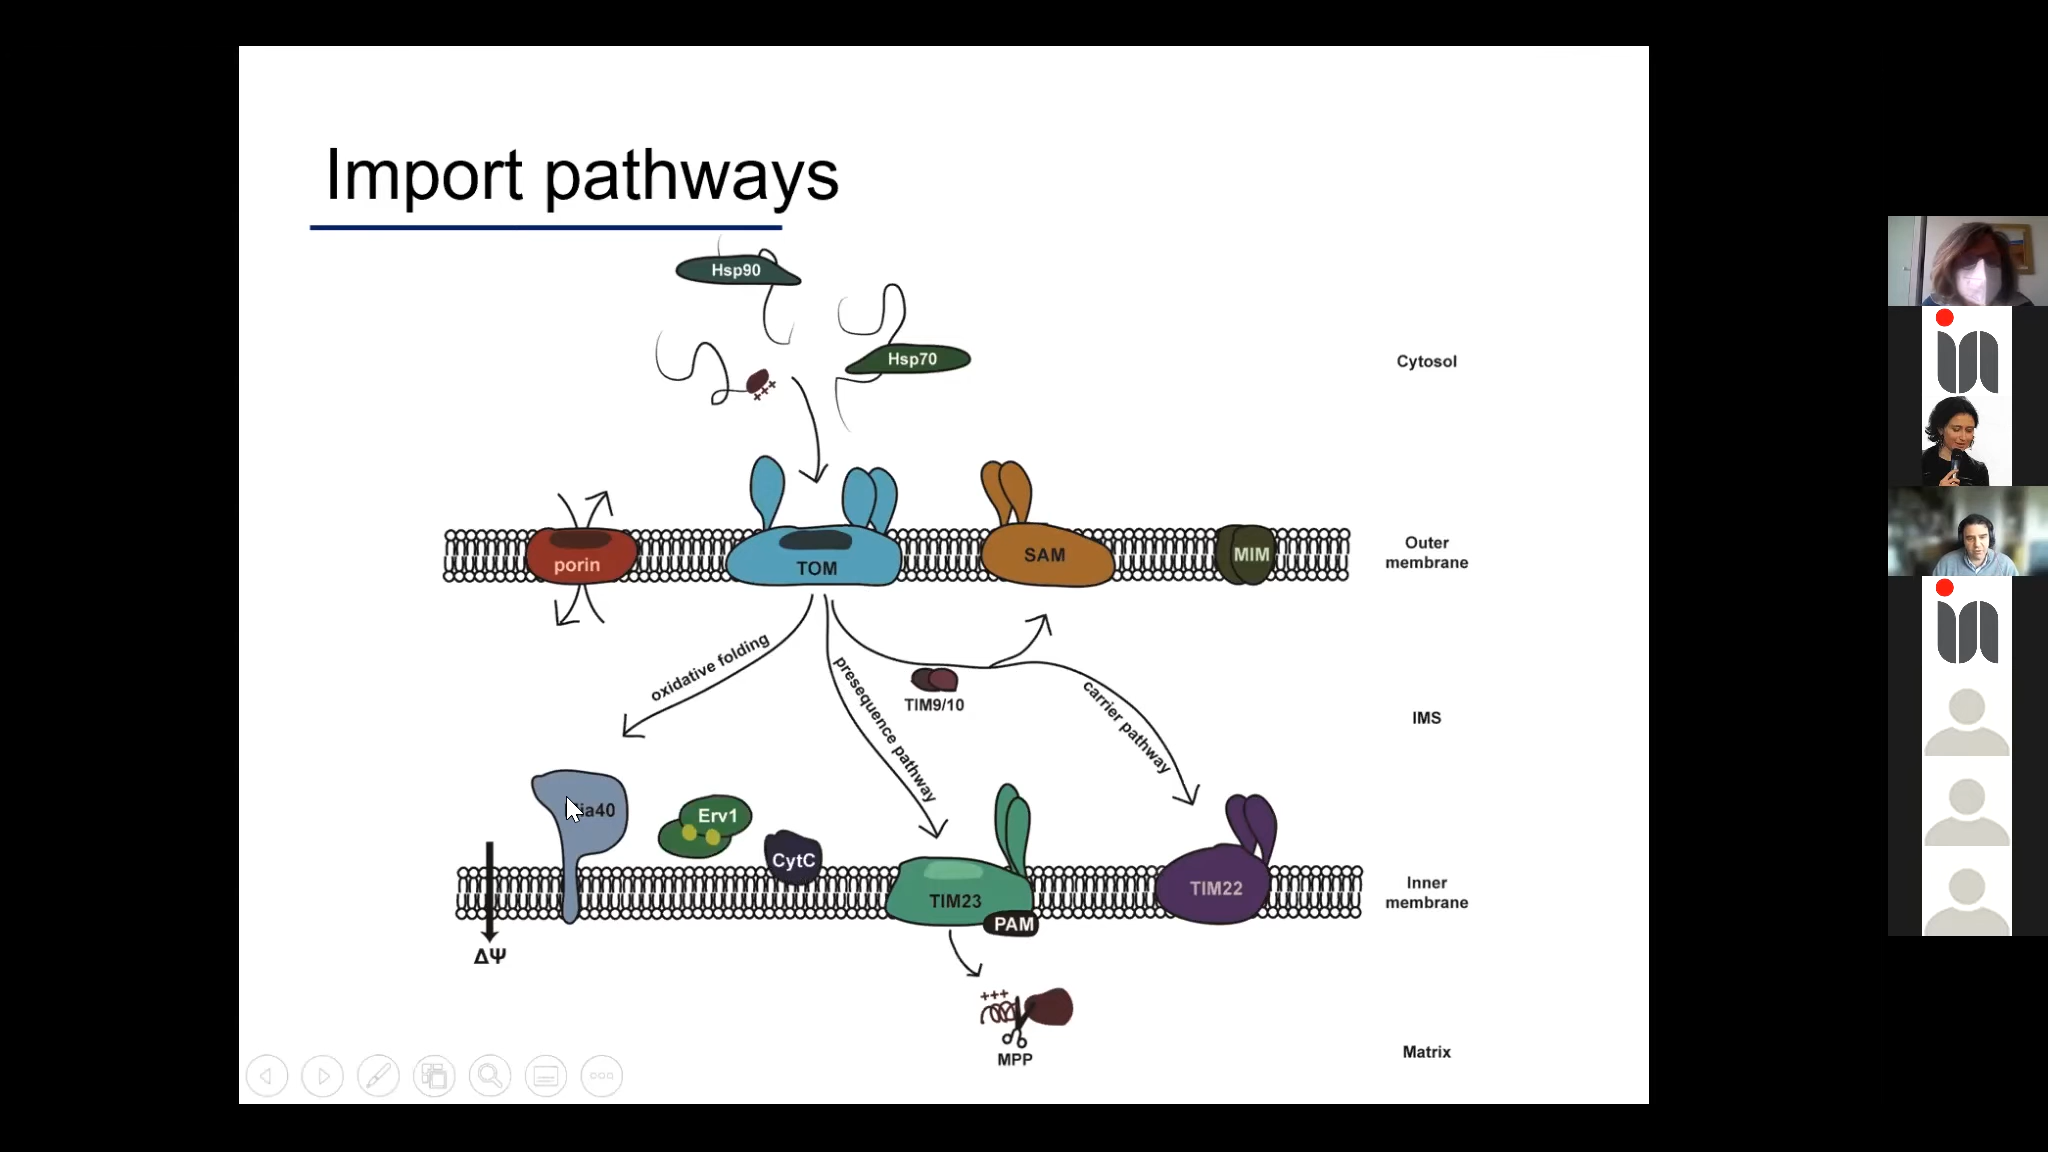 Import pathways
Hsp90
Hsp70
+++
Cytosol
porin
TOM
SAM
MIM
Outer
membrane
oxidative folding
presequence pathway
TIM9/10
carrier pathway
IMS
Erv1
CytC
TIM23
PAM
TIM22
Inner
membrane
ΔΨ
+++
MPP
Matrix